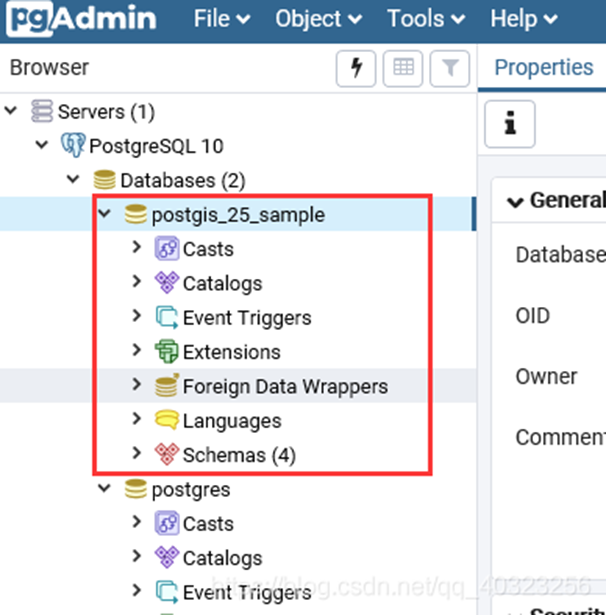 pgAdmin File Object Tools Help
Browser
Properties
Servers (1)
PostgreSQL 10
Databases (2)
postgis_25_sample
Casts
Catalogs
Event Triggers
Extensions
Foreign Data Wrappers
Languages
Schemas (4)
postgres
Casts
Catalogs
Event Triggers
i
General
Database
OID
Owner
Comment
Security
https://blog.csdn.net/qq_40323256